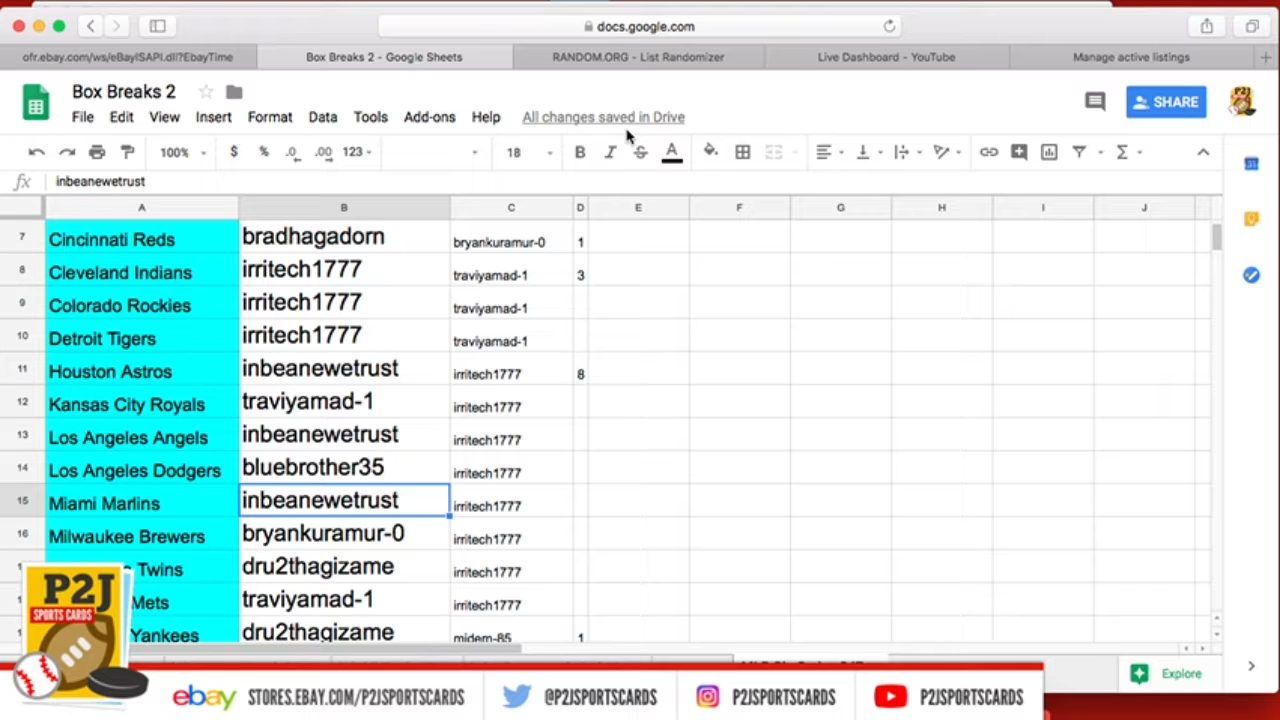 docs.google.com
ofr.ebay.com/ws/eBayISAPI.dll?EbayTime
Box Breaks 2 - Google Sheets
RANDOM.ORG - List Randomizer
Live Dashboard - YouTube
Manage active listings
Box Breaks 2
SHARE
File Edit View Insert Format Data Tools Add-ons Help All changes saved in Drive
100% $ % .0 .00 123 18 B I S A
fx inbeanewetrust
A B C D E F G H I J
7 Cincinnati Reds bradhagadorn bryankuramur-0 1
8 Cleveland Indians irritech1777 traviyamad-1 3
9 Colorado Rockies irritech1777 traviyamad-1
10 Detroit Tigers irritech1777 traviyamad-1
11 Houston Astros inbeanewetrust irritech1777 8
12 Kansas City Royals traviyamad-1 irritech1777
13 Los Angeles Angels inbeanewetrust irritech1777
14 Los Angeles Dodgers bluebrother35 irritech1777
15 Miami Marlins inbeanewetrust irritech1777
16 Milwaukee Brewers bryankuramur-0 irritech1777
Twins dru2thagizame irritech1777
Mets traviyamad-1 irritech1777
Yankees dru2thagizame midem-85 1
Explore
P2J
SPORTS CARDS
ebay STORES.EBAY.COM/P2JSPORTSCARDS
@P2JSPORTSCARDS
P2JSPORTSCARDS
P2JSPORTSCARDS